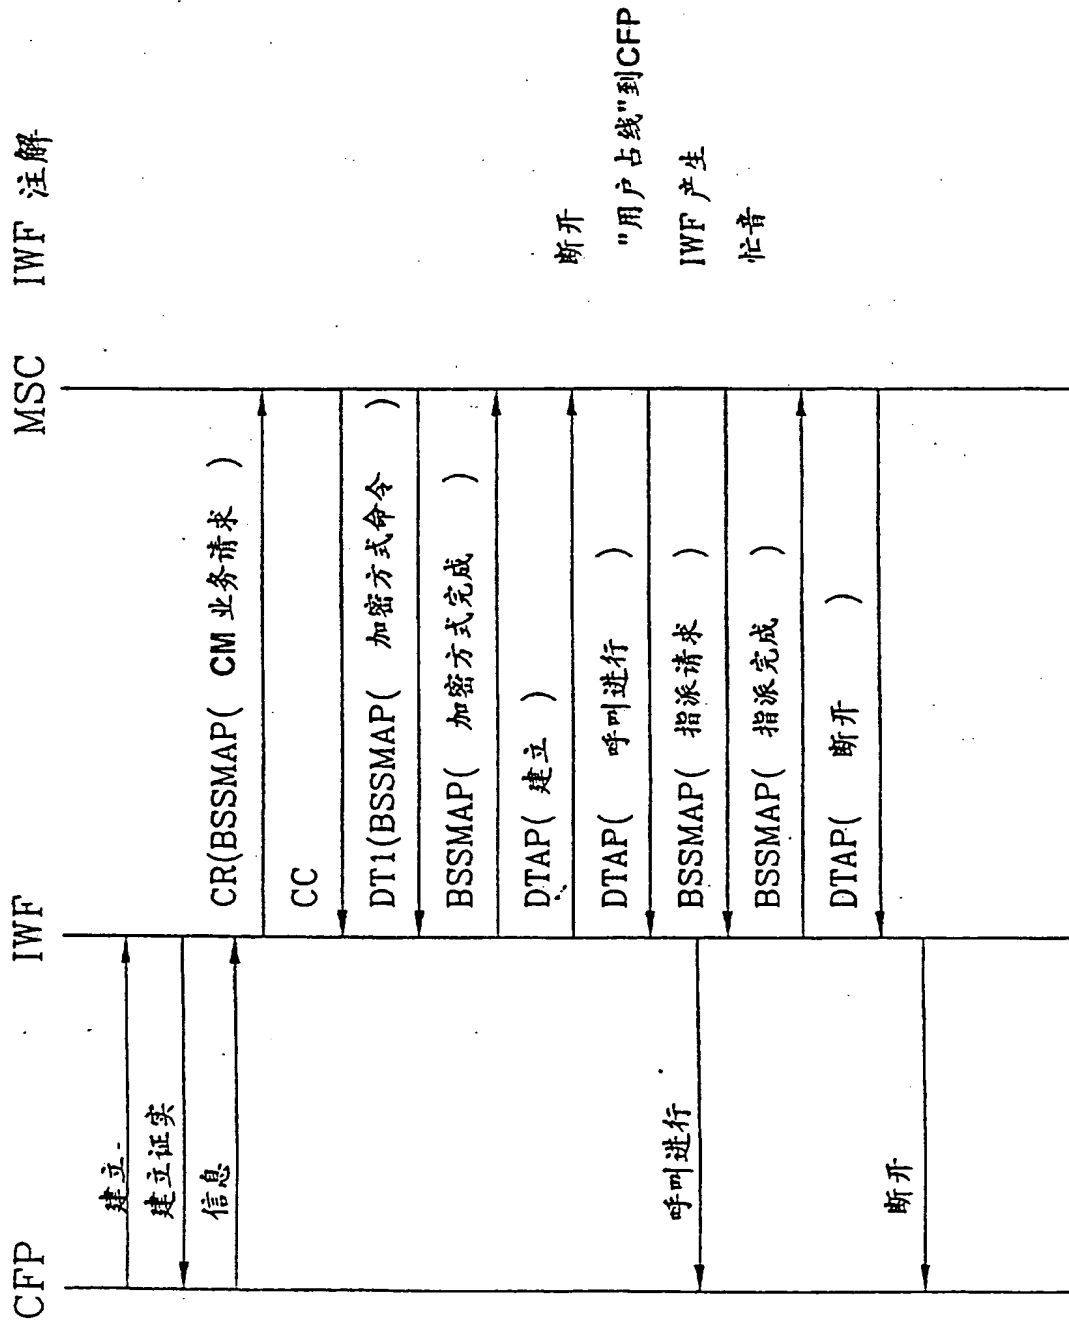 CFP
IWF
MSC
IWF 注解
建立
建立证实
信息
CR(BSSMAP( CM 业务请求 )
CC
DT1(BSSMAP( 加密方式命令 )
BSSMAP( 加密方式完成 )
DTAP( 建立 )
DTAP( 呼叫进行 )
BSSMAP( 指派请求 )
呼叫进行
BSSMAP( 指派完成 )
DTAP( 断开 )
断开
断开
"用户占线"到CFP
IWF 产生
忙音